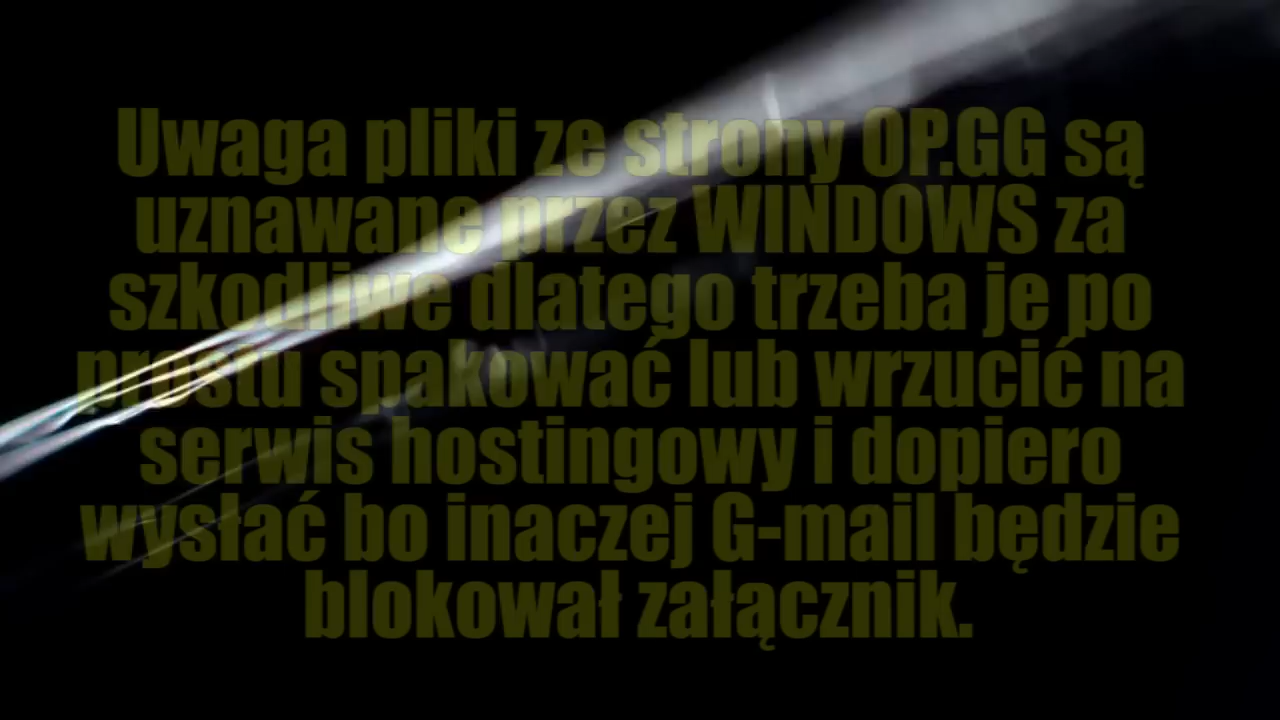 Uwaga pliki ze strony OP.GG są
uznawane przez WINDOWS za
szkodliwe dlatego trzeba je po
prostu spakować lub wrzucić na
serwis hostingowy i dopiero
wysłać bo inaczej G-mail będzie
blokował załącznik.